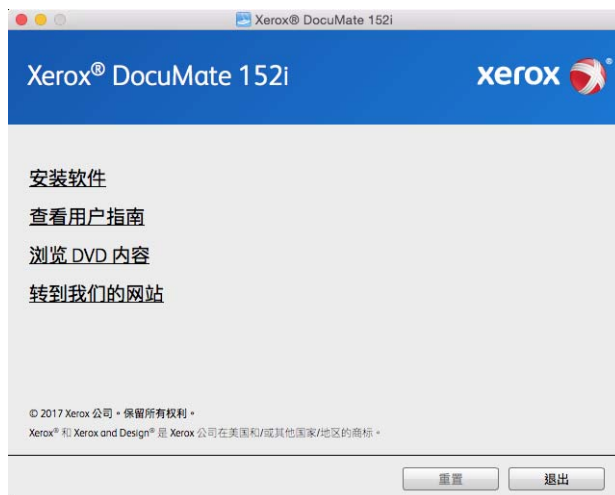 Xerox® DocuMate 152i
Xerox® DocuMate 152i
xerox
安装软件
查看用户指南
浏览 DVD 内容
转到我们的网站
© 2017 Xerox 公司。保留所有权利。
Xerox® 和 Xerox and Design® 是 Xerox 公司在美国和/或其他国家/地区的商标。
重置
退出